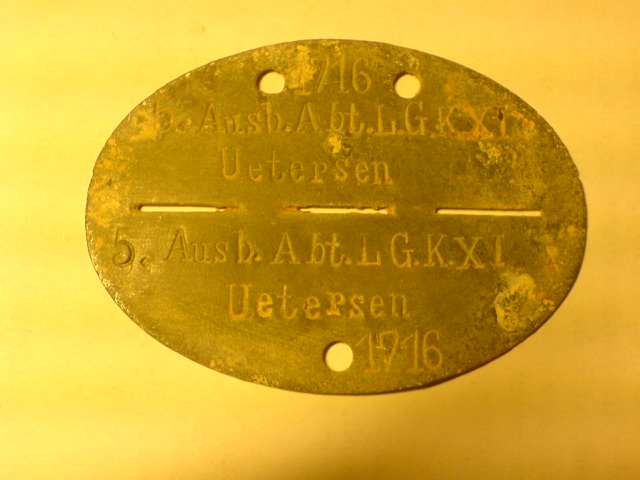 1716
5. Ausb. Abt. L.G.K.XI
Uetersen
5. Ausb. Abt. L G.K.XI
Uetersen
1716